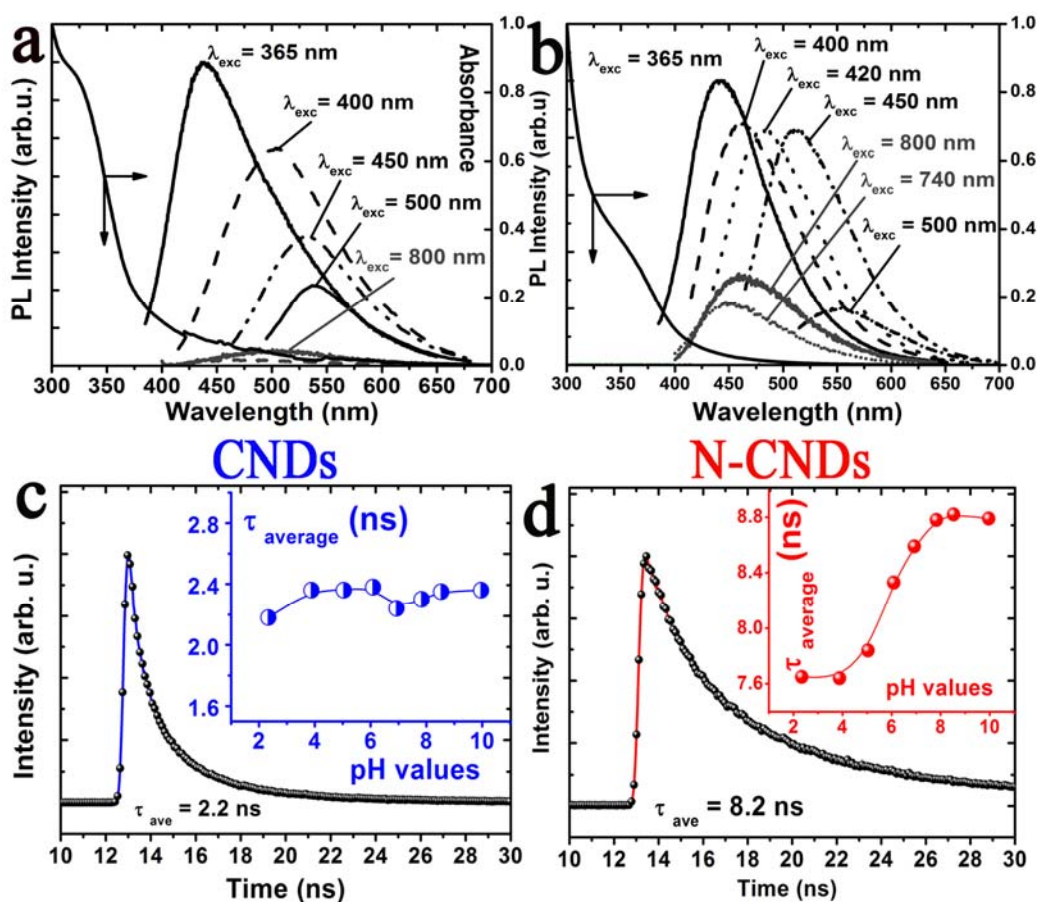 a
λexc = 365 nm
λexc = 400 nm
λexc = 450 nm
λexc = 500 nm
λexc = 800 nm
PL Intensity (arb.u.)
Absorbance
1.0
0.8
0.6
0.4
0.2
0.0
300 350 400 450 500 550 600 650 700
Wavelength (nm)
b
λexc = 365 nm
λexc = 400 nm
λexc = 420 nm
λexc = 450 nm
λexc = 800 nm
λexc = 740 nm
λexc = 500 nm
PL Intensity (arb.u)
1.0
0.8
0.6
0.4
0.2
0.0
300 350 400 450 500 550 600 650 700
Wavelength (nm)
CNDs
N-CNDs
c
Intensity (arb. u.)
τ average (ns)
2.8
2.4
2.1
1.6
2 4 6 8 10
pH values
τ ave = 2.2 ns
10 12 14 16 18 20 22 24 26 28 30
Time (ns)
d
Intensity (arb. u.)
τ average (ns)
8.8
8.4
8.0
7.6
2 4 6 8 10
pH values
τ ave = 8.2 ns
10 12 14 16 18 20 22 24 26 28 30
Time (ns)